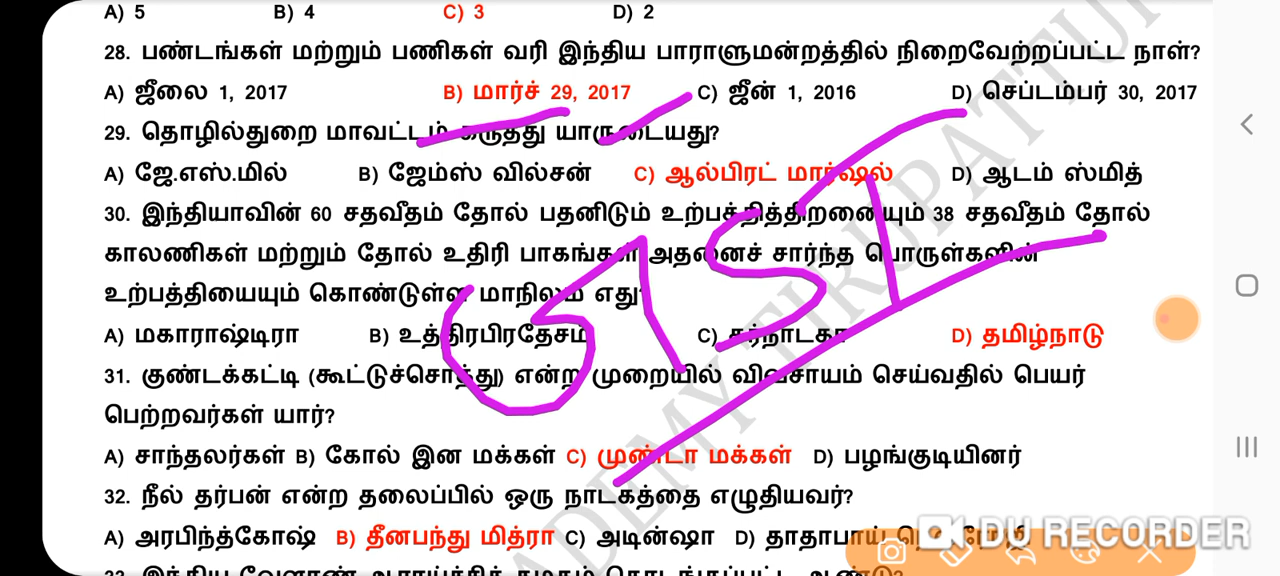 A) 5 B) 4 C) 3 D) 2
28. பண்டங்கள் மற்றும் பணிகள் வரி இந்திய பாராளுமன்றத்தில் நிறைவேற்றப்பட்ட நாள்?
A) ஜீலை 1, 2017 B) மார்ச் 29, 2017 C) ஜீன் 1, 2016 D) செப்டம்பர் 30, 2017
29. தொழில்துறை மாவட்டம் கருத்து யாருடையது?
A) ஜே.எஸ்.மில் B) ஜேம்ஸ் வில்சன் C) ஆல்பிரட் மார்ஷல் D) ஆடம் ஸ்மித்
30. இந்தியாவின் 60 சதவீதம் தோல் பதனிடும் உற்பத்தித்திறனையும் 38 சதவீதம் தோல்
காலணிகள் மற்றும் தோல் உதிரி பாகங்கள் அதனைச் சார்ந்த பொருள்களின்
உற்பத்தியையும் கொண்டுள்ள மாநிலம் எது?
A) மகாராஷ்டிரா B) உத்திரபிரதேசம் C) கர்நாடகா D) தமிழ்நாடு
31. குண்டக்கட்டி (கூட்டுச்சொத்து) என்ற முறையில் விவசாயம் செய்வதில் பெயர்
பெற்றவர்கள் யார்?
A) சாந்தலர்கள் B) கோல் இன மக்கள் C) முண்டா மக்கள் D) பழங்குடியினர்
32. நீல் தர்பன் என்ற தலைப்பில் ஒரு நாடகத்தை எழுதியவர்?
A) அரபிந்த்கோஷ் B) தீனபந்து மித்ரா C) அடின்ஷா D) தாதாபாய்
DU RECORDER
GST